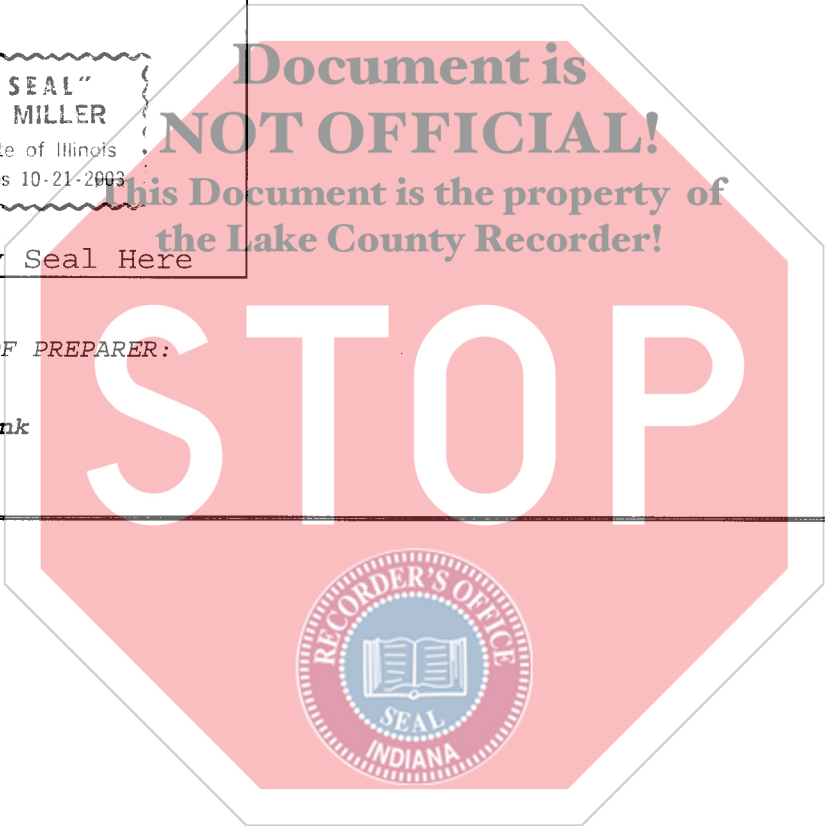 Document is
SEAL"
MILLER
NOT OFFICIAL!
te of Illinois
s 10-21-2003
This Document is the property of
the Lake County Recorder!
y Seal Here
OF PREPARER:
STOP
nk
RECORDER'S OFFICE
SEAL
INDIANA